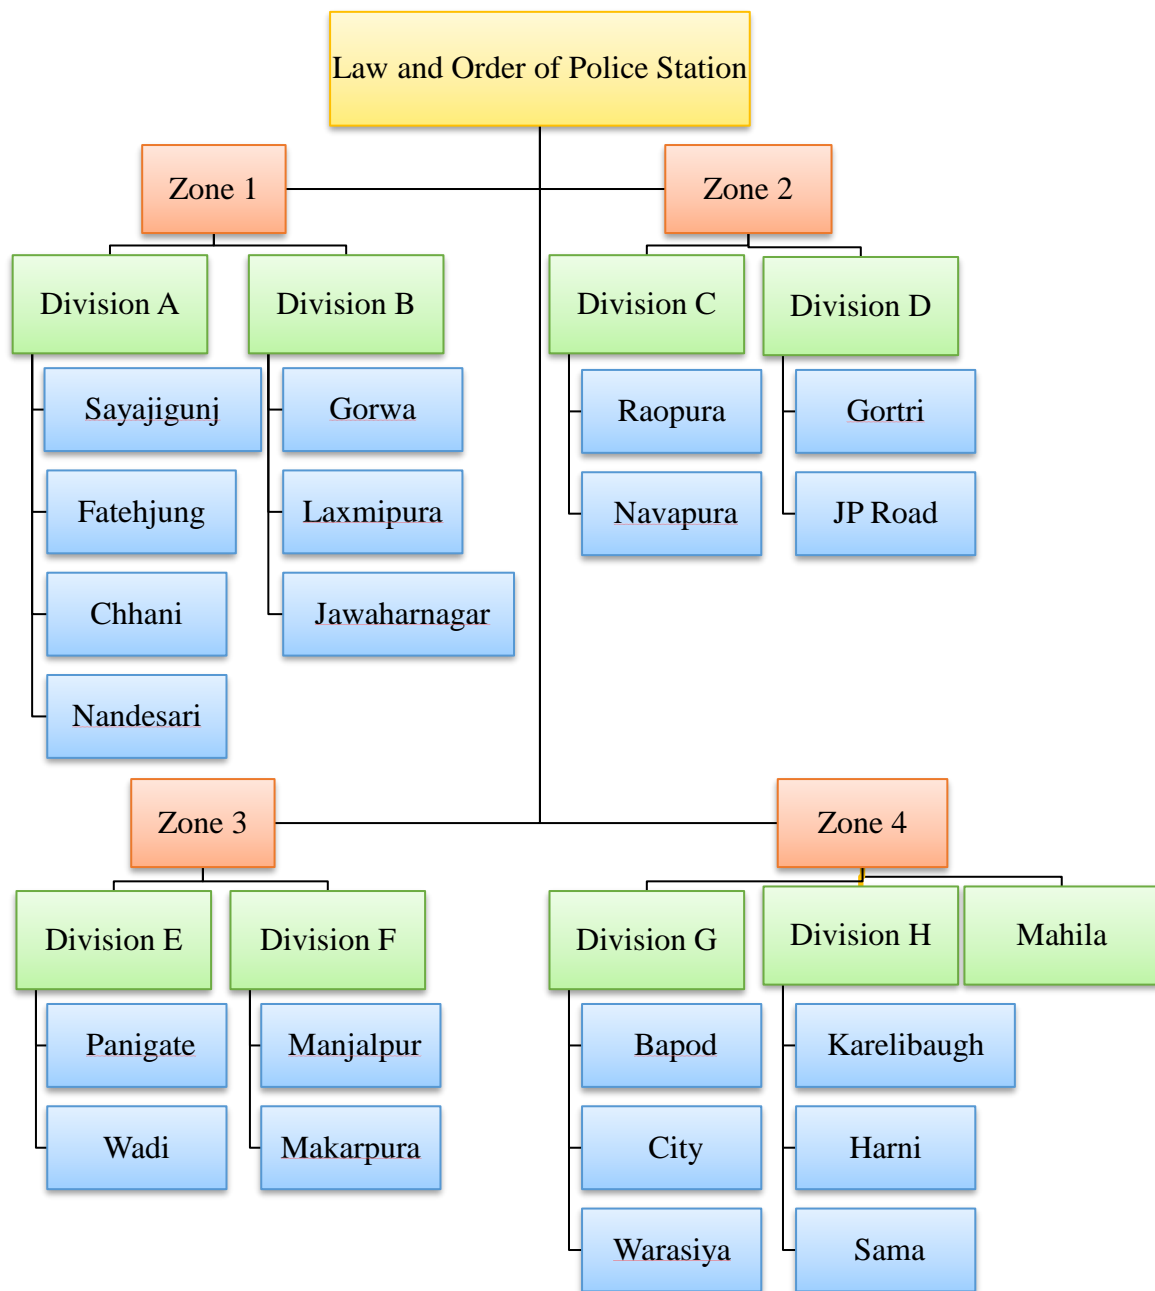 Law and Order of Police Station
Zone 1
Zone 2
Division A
Division B
Division C
Division D
Sayajigunj
Gorwa
Raopura
Gortri
Fatehjung
Laxmipura
Navapura
JP Road
Chhani
Jawaharnagar
Nandesari
Zone 3
Zone 4
Division E
Division F
Division G
Division H
Mahila
Panigate
Manjalpur
Bapod
Karelibaugh
Wadi
Makarpura
City
Harni
Warasiya
Sama